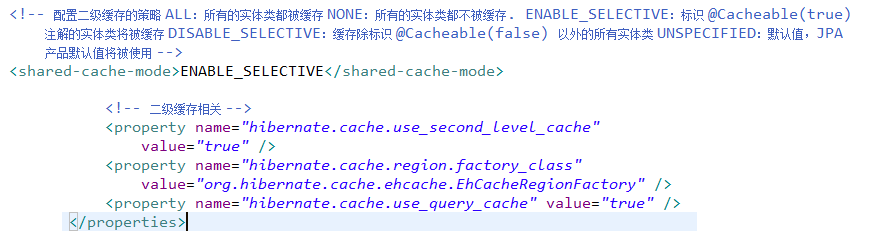 <!-- 配置二级缓存的策略 ALL：所有的实体类都被缓存 NONE：所有的实体类都不被缓存. ENABLE_SELECTIVE：标识 @Cacheable(true)
注解的实体类将被缓存 DISABLE_SELECTIVE：缓存除标识 @Cacheable(false) 以外的所有实体类 UNSPECIFIED：默认值，JPA
产品默认值将被使用 -->
<shared-cache-mode>ENABLE_SELECTIVE</shared-cache-mode>
<!-- 二级缓存相关 -->
<property name="hibernate.cache.use_second_level_cache"
value="true" />
<property name="hibernate.cache.region.factory_class"
value="org.hibernate.cache.ehcache.EhCacheRegionFactory" />
<property name="hibernate.cache.use_query_cache" value="true" />
</properties>